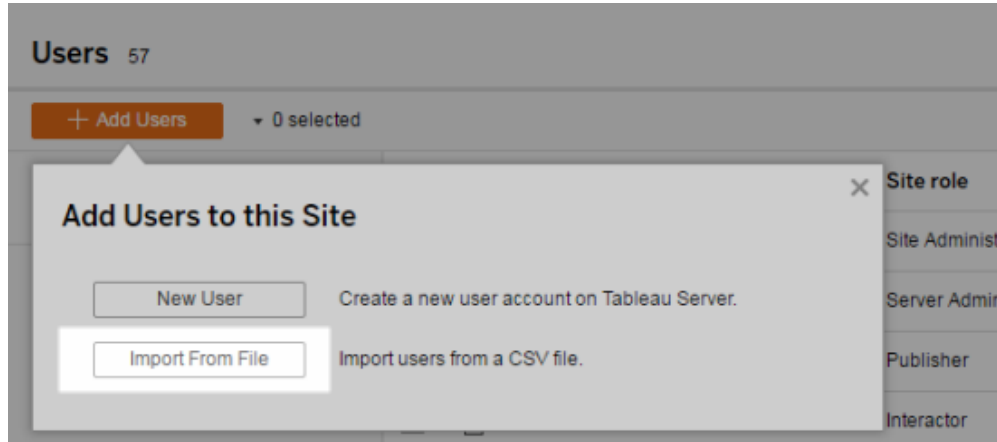 Users 57
+ Add Users 0 selected
Add Users to this Site
Site role
Site Administ
New User Create a new user account on Tableau Server.
Server Admin
Import From File Import users from a CSV file.
Publisher
Interactor